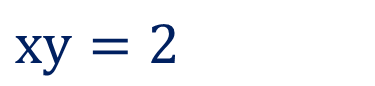 xy = 2